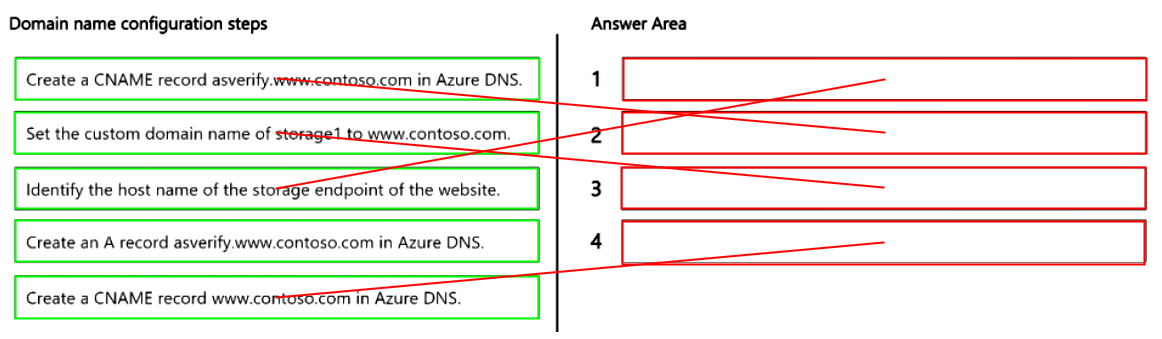 Domain name configuration steps
Answer Area
Create a CNAME record asverify.www.contoso.com in Azure DNS.
1
Set the custom domain name of storage1 to www.contoso.com.
2
Identify the host name of the storage endpoint of the website.
3
Create an A record asverify.www.contoso.com in Azure DNS.
4
Create a CNAME record www.contoso.com in Azure DNS.